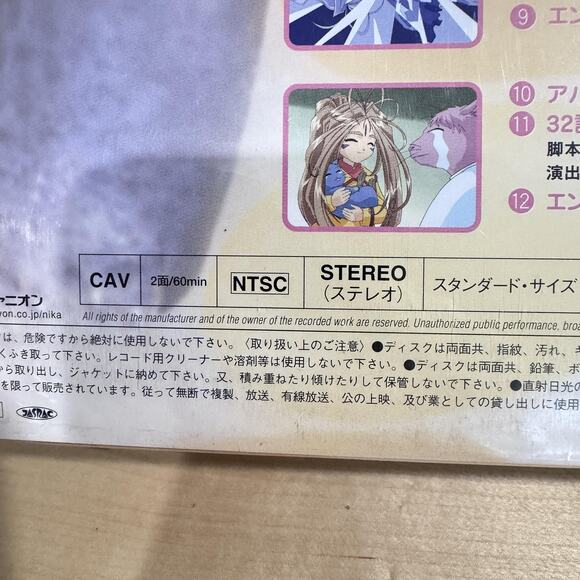 ⑨ エン
⑩ アバ
⑪ 32話
脚本
演出
⑫ エン
CAV
2面/60min
NTSC
STEREO
(ステレオ)
スタンダード・サイズ
ャニオン
yon.co.jp/nika
All rights of the manufacturer and of the owner of the recorded work are reserved. Unauthorized public performance, broa
は、危険ですから絶対に使用しないで下さい。〈取り扱い上のご注意〉●ディスクは両面共、指紋、汚れ、キ
くふき取って下さい。レコード用クリーナーや溶剤等は使用しないで下さい。●ディスクは両面共、鉛筆、ボ
から取り出し、ジャケットに納めて下さい。又、積み重ねたり傾けたりして保管しないで下さい。●直射日光の
を限って販売されています。従って無断で複製、放送、有線放送、公の上映、及び業としての貸し出しに使用
JASRAC